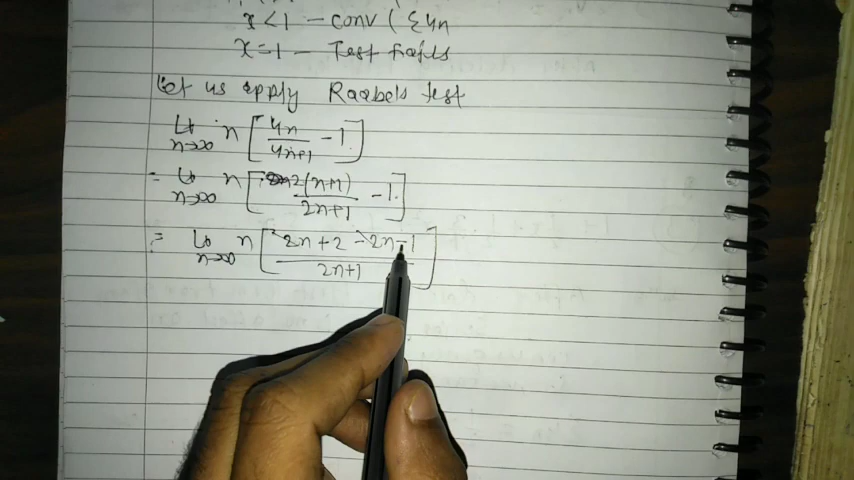 x < 1 – conv ( Σun
x = 1 – Test fails
Let us apply Raabels test
Lt n→∞ n [ un / un+1 – 1 ]
= Lt n→∞ n [ 2(n+1) / 2n+1 – 1 ]
= Lt n→∞ n [ 2n + 2 – 2n – 1 / 2n+1 ]